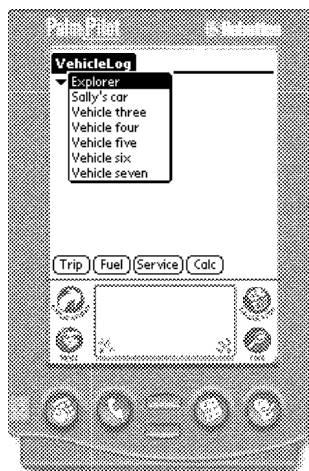 PalmPilot U·S·Robotics
VehicleLog
Explorer
Sally's car
Vehicle three
Vehicle four
Vehicle five
Vehicle six
Vehicle seven
Trip Fuel Service Calc